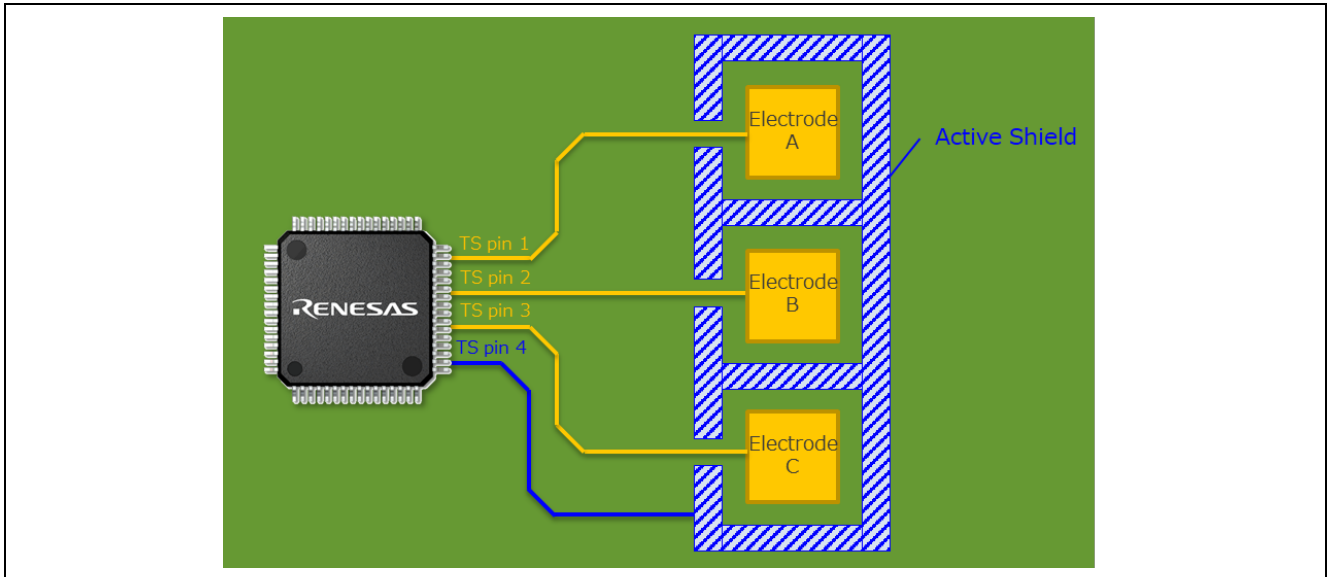 Electrode
A
Active Shield
TS pin 1
TS pin 2
Electrode
B
RENESAS
TS pin 3
TS pin 4
Electrode
C